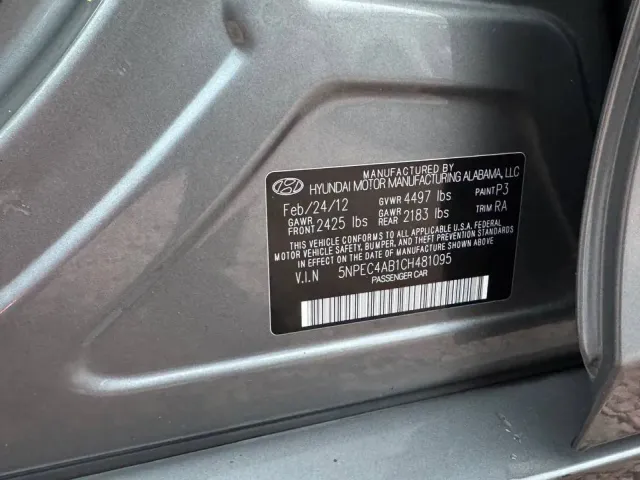 MANUFACTURED BY
HYUNDAI MOTOR MANUFACTURING ALABAMA, LLC
Feb/24/12 GVWR 4497 lbs PAINT P3
GAWR FRONT 2425 lbs GAWR REAR 2183 lbs TRIM RA
THIS VEHICLE CONFORMS TO ALL APPLICABLE U.S.A. FEDERAL
MOTOR VEHICLE SAFETY, BUMPER, AND THEFT PREVENTION
STANDARDS IN EFFECT ON THE DATE OF MANUFACTURE SHOWN ABOVE.
V.I.N 5NPEC4AB1CH481095
PASSENGER CAR